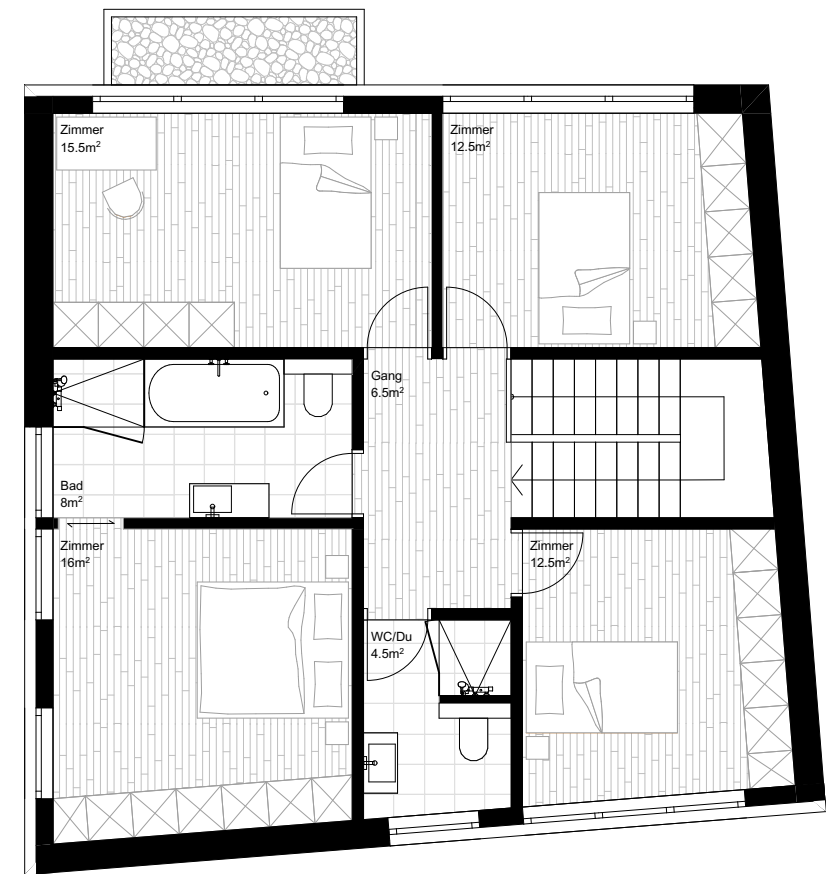 Zimmer
15.5m²
Zimmer
12.5m²
Gang
6.5m²
Bad
8m²
Zimmer
16m²
Zimmer
12.5m²
WC/Du
4.5m²